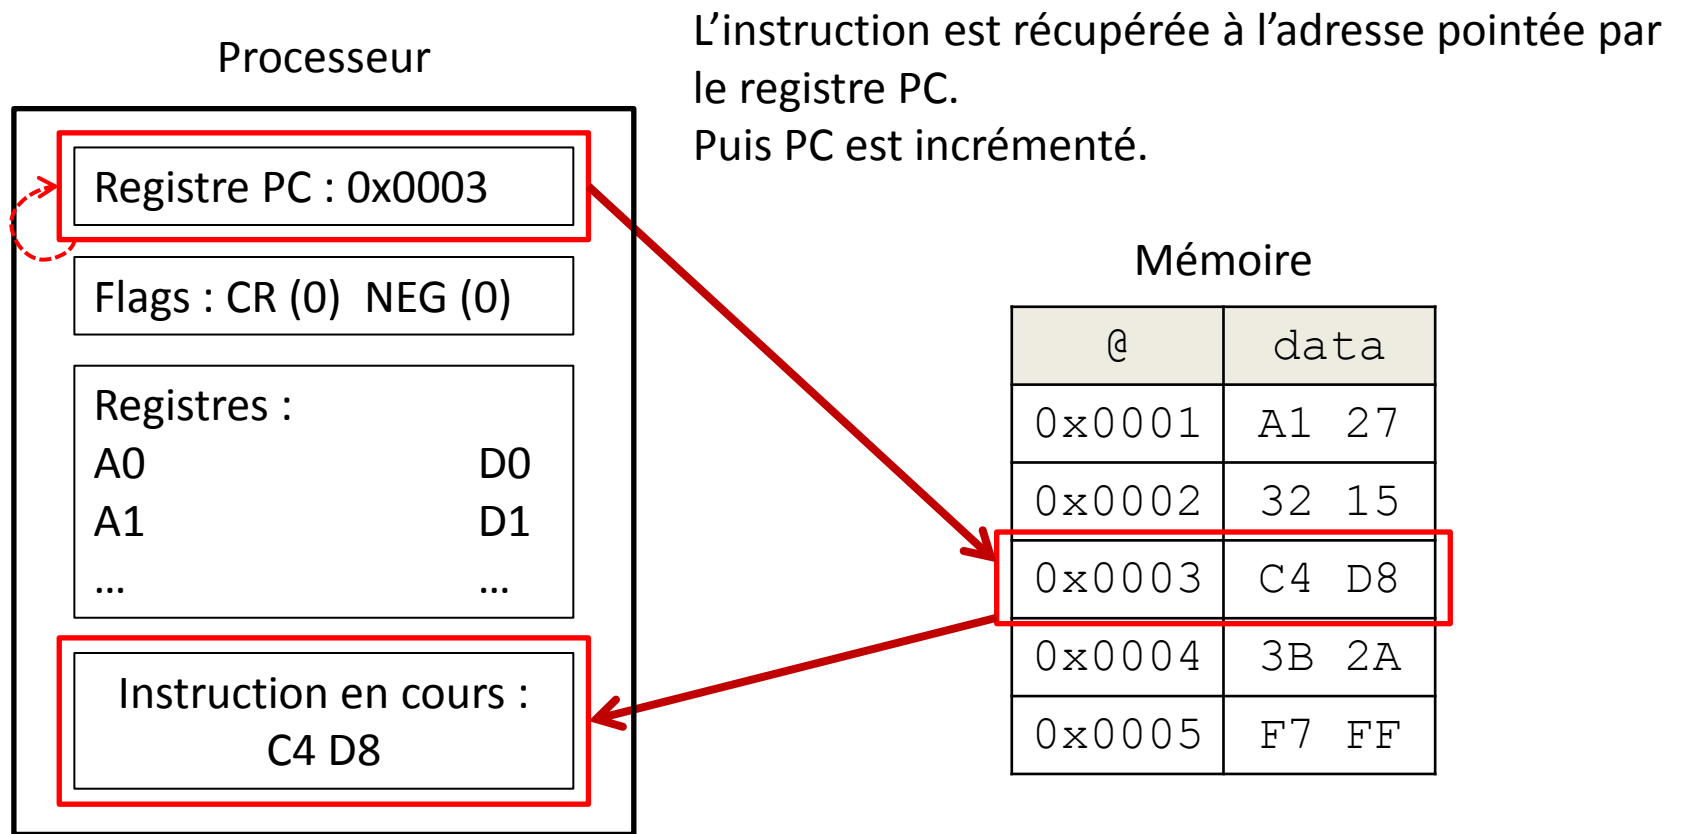 L’instruction est récupérée à l’adresse pointée par
le registre PC.
Puis PC est incrémenté.
Processeur
Registre PC : 0x0003
Flags : CR (0) NEG (0)
Registres :
A0 D0
A1 D1
... ...
Instruction en cours :
C4 D8
Mémoire
@ data
0x0001 A1 27
0x0002 32 15
0x0003 C4 D8
0x0004 3B 2A
0x0005 F7 FF